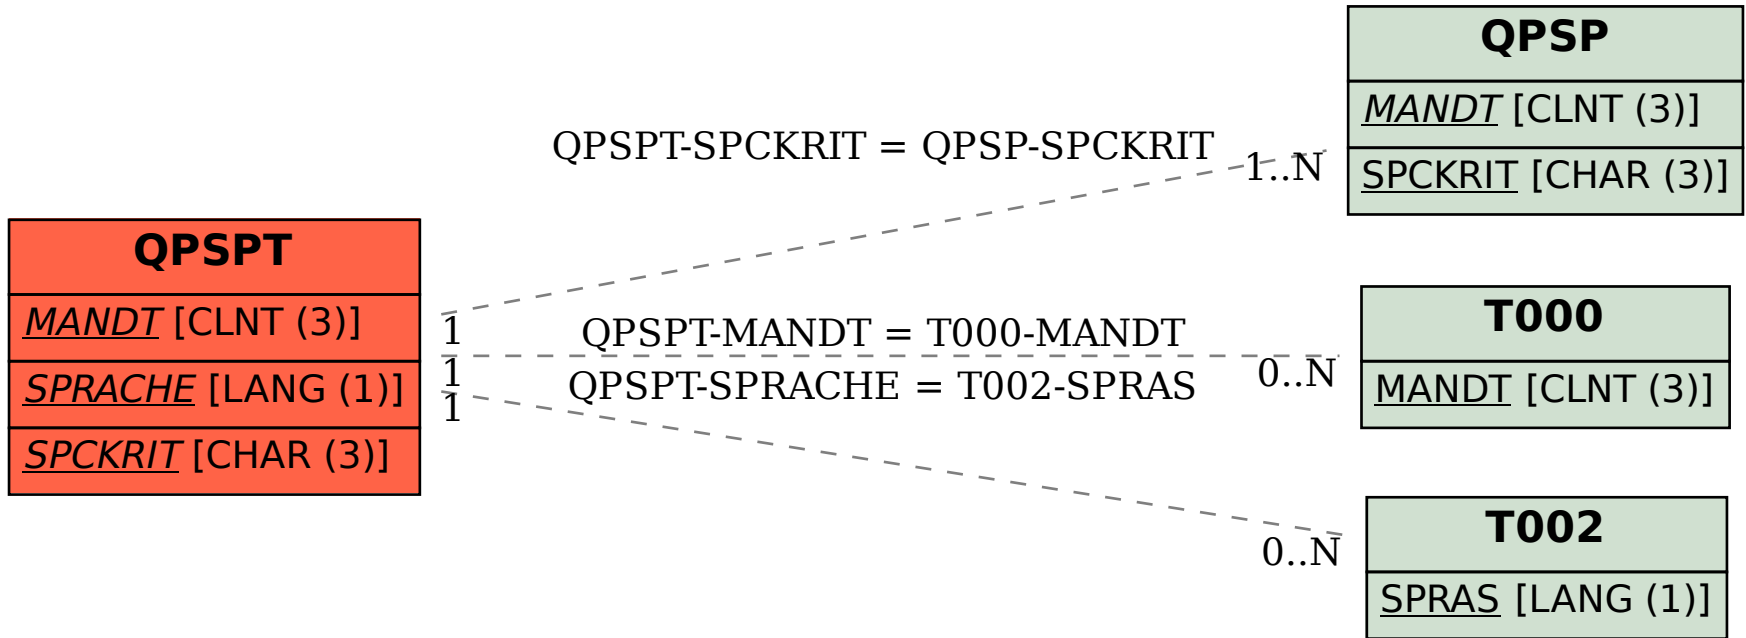 QPSP
MANDT [CLNT (3)]
SPCKRIT [CHAR (3)]
QPSPT-SPCKRIT = QPSP-SPCKRIT
1..N
QPSPT
MANDT [CLNT (3)]
SPRACHE [LANG (1)]
SPCKRIT [CHAR (3)]
1
QPSPT-MANDT = T000-MANDT
1
0..N
QPSPT-SPRACHE = T002-SPRAS
1
0..N
T000
MANDT [CLNT (3)]
T002
SPRAS [LANG (1)]